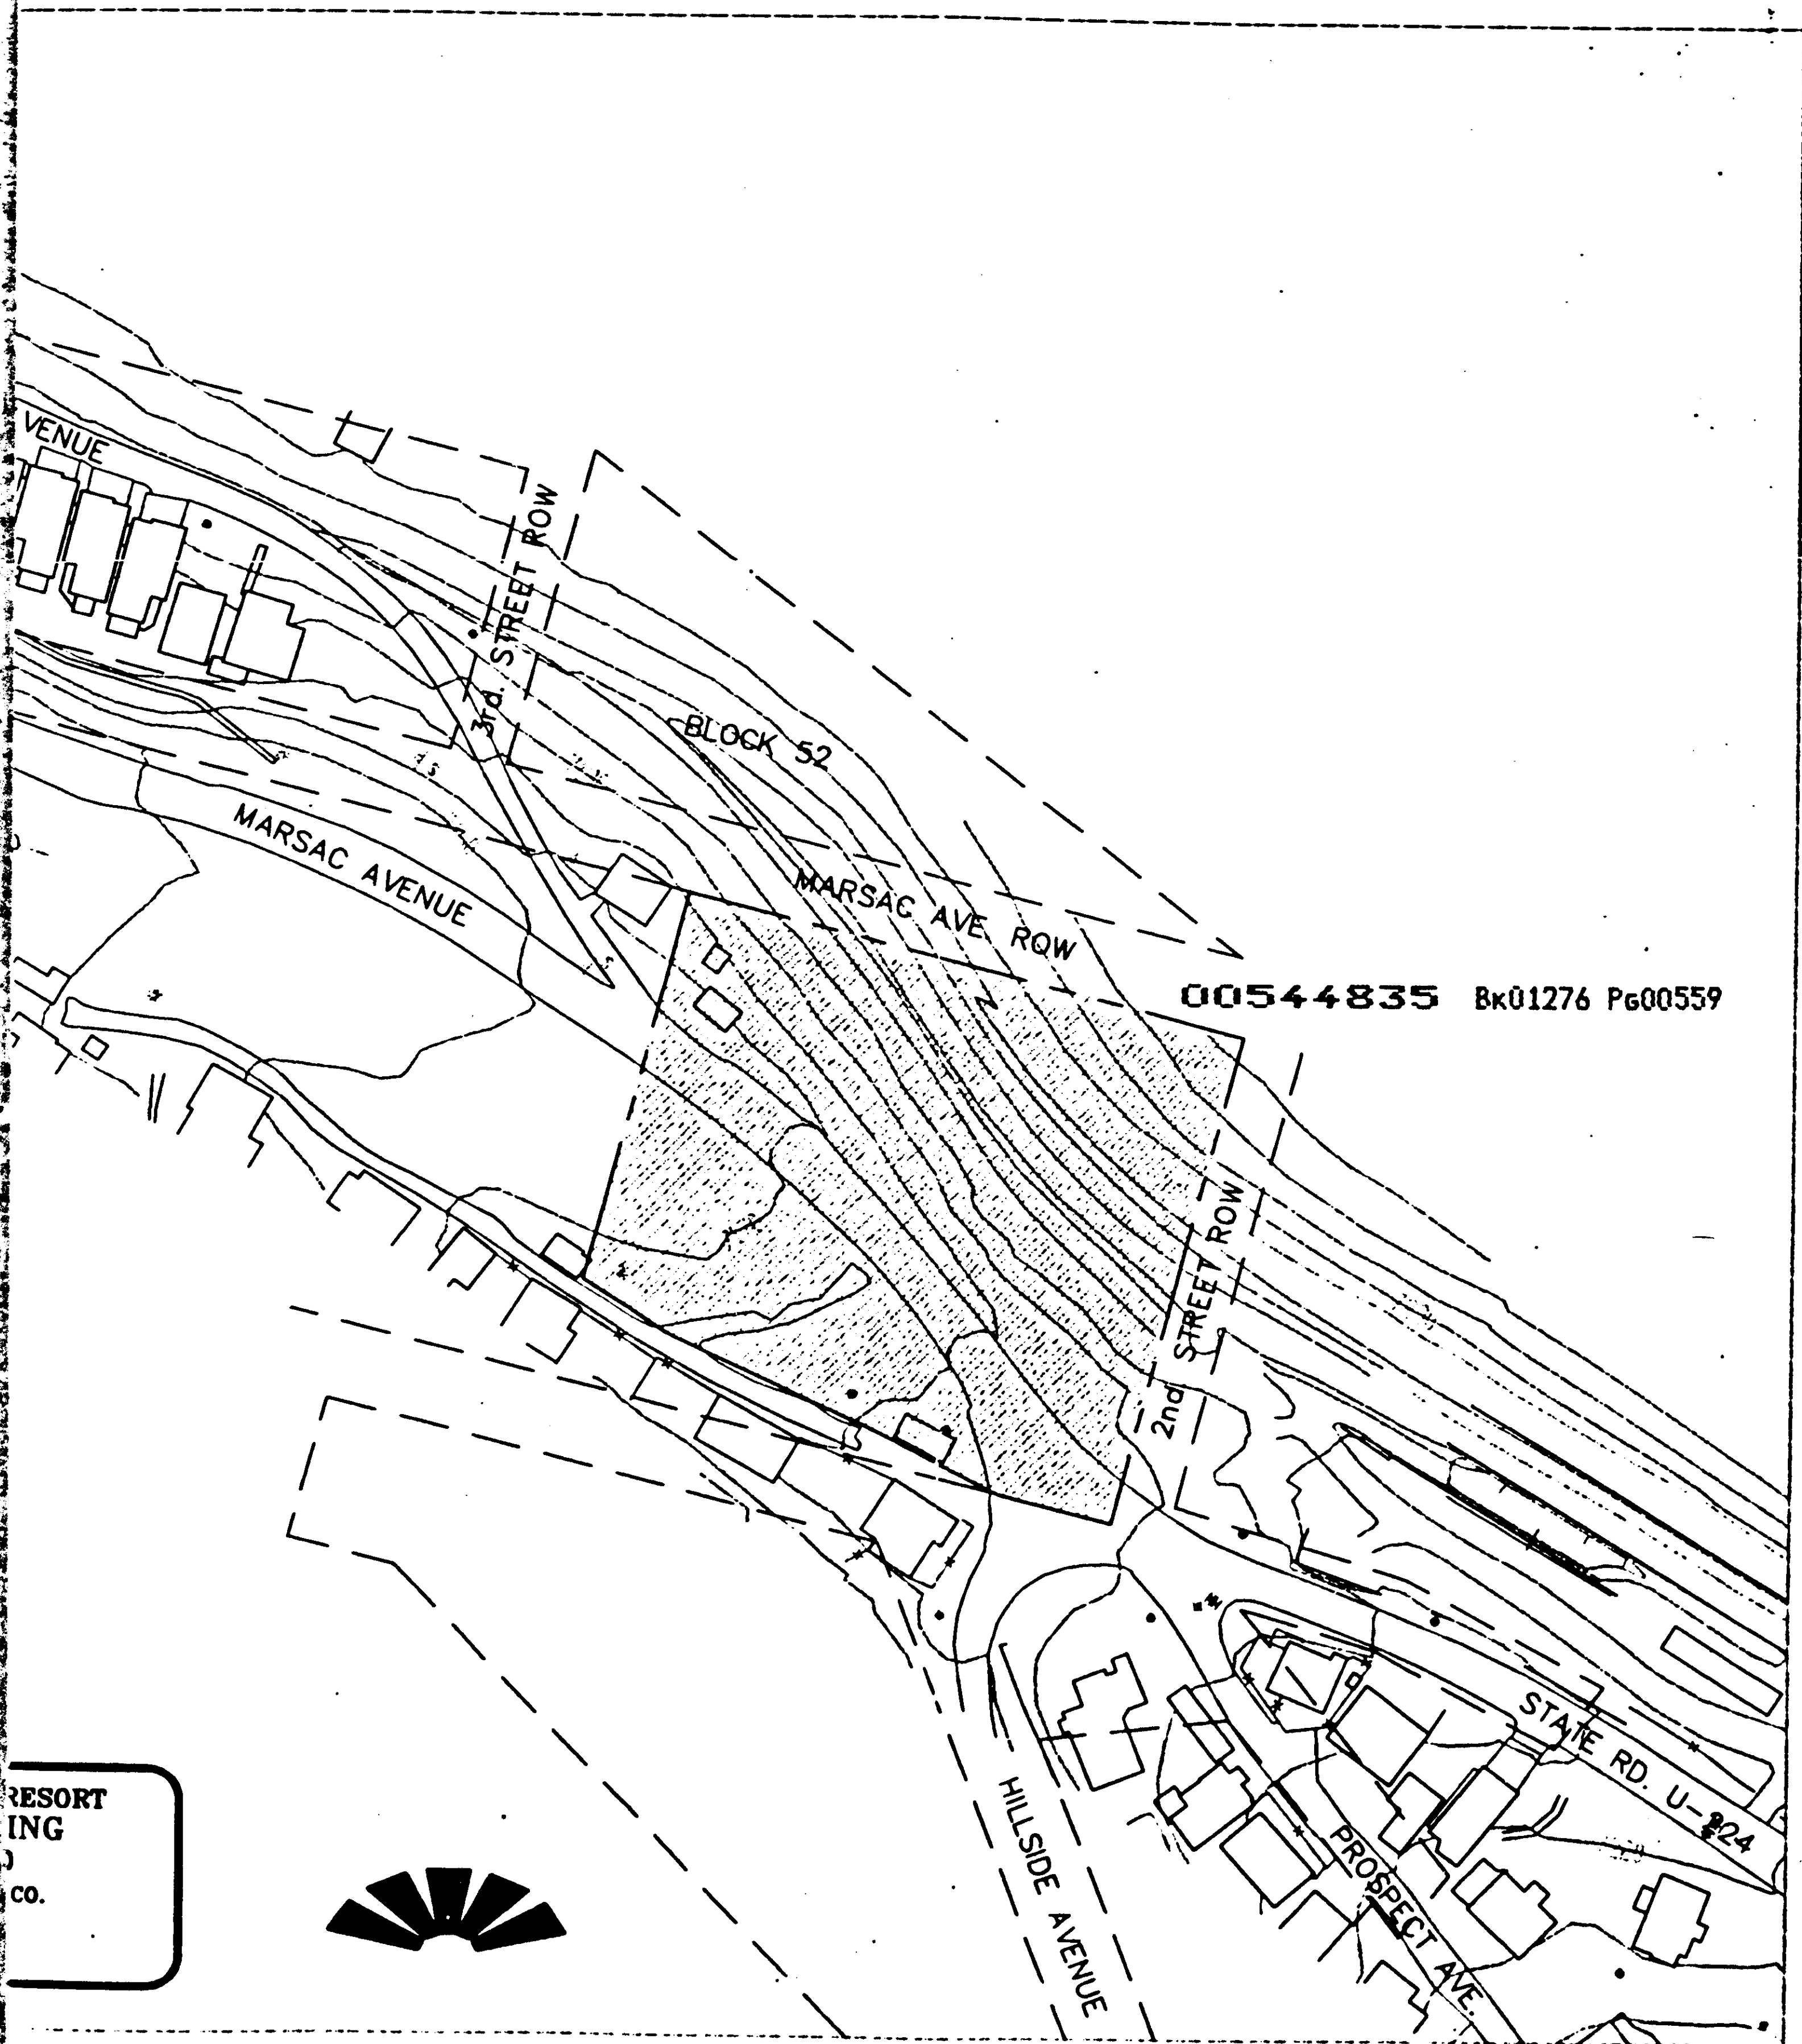 VENUE
3rd. STREET ROW
BLOCK 52
MARSAC AVENUE
MARSAC AVE. ROW
00544835 BK01276 PG00559
2nd STREET ROW
STATE RD. U-224
RESORT
ING
CO.
HILLSIDE AVENUE
PROSPECT AVE.